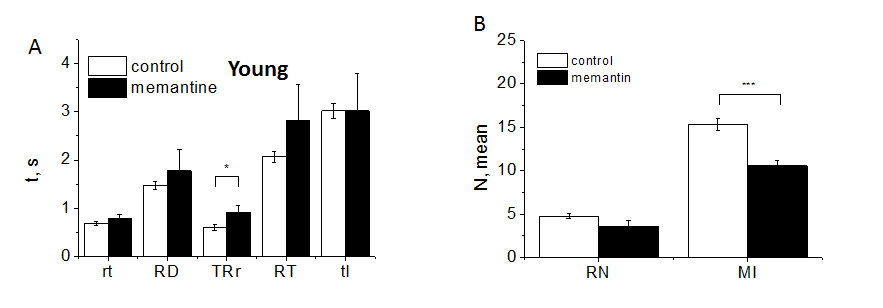 A
4
3
2
1
0
t, s
control
memantine
Young
*
rt
RD
TRr
RT
tI
B
25
20
15
10
5
0
N, mean
control
memantin
***
RN
MI